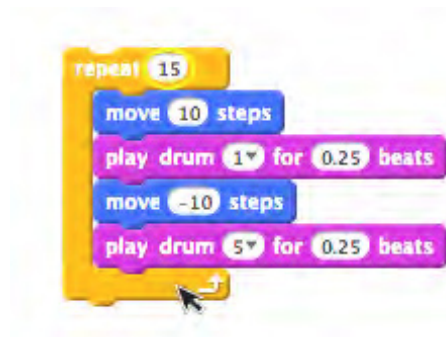 repeat 15
move 10 steps
play drum 1 for 0.25 beats
move -10 steps
play drum 5 for 0.25 beats